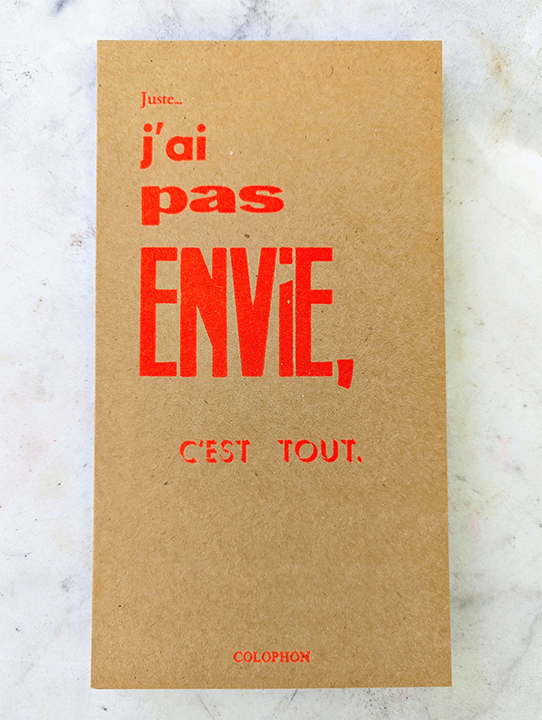 Juste...
j'ai
pas
ENViE,
C'EST TOUT.
COLOPHON